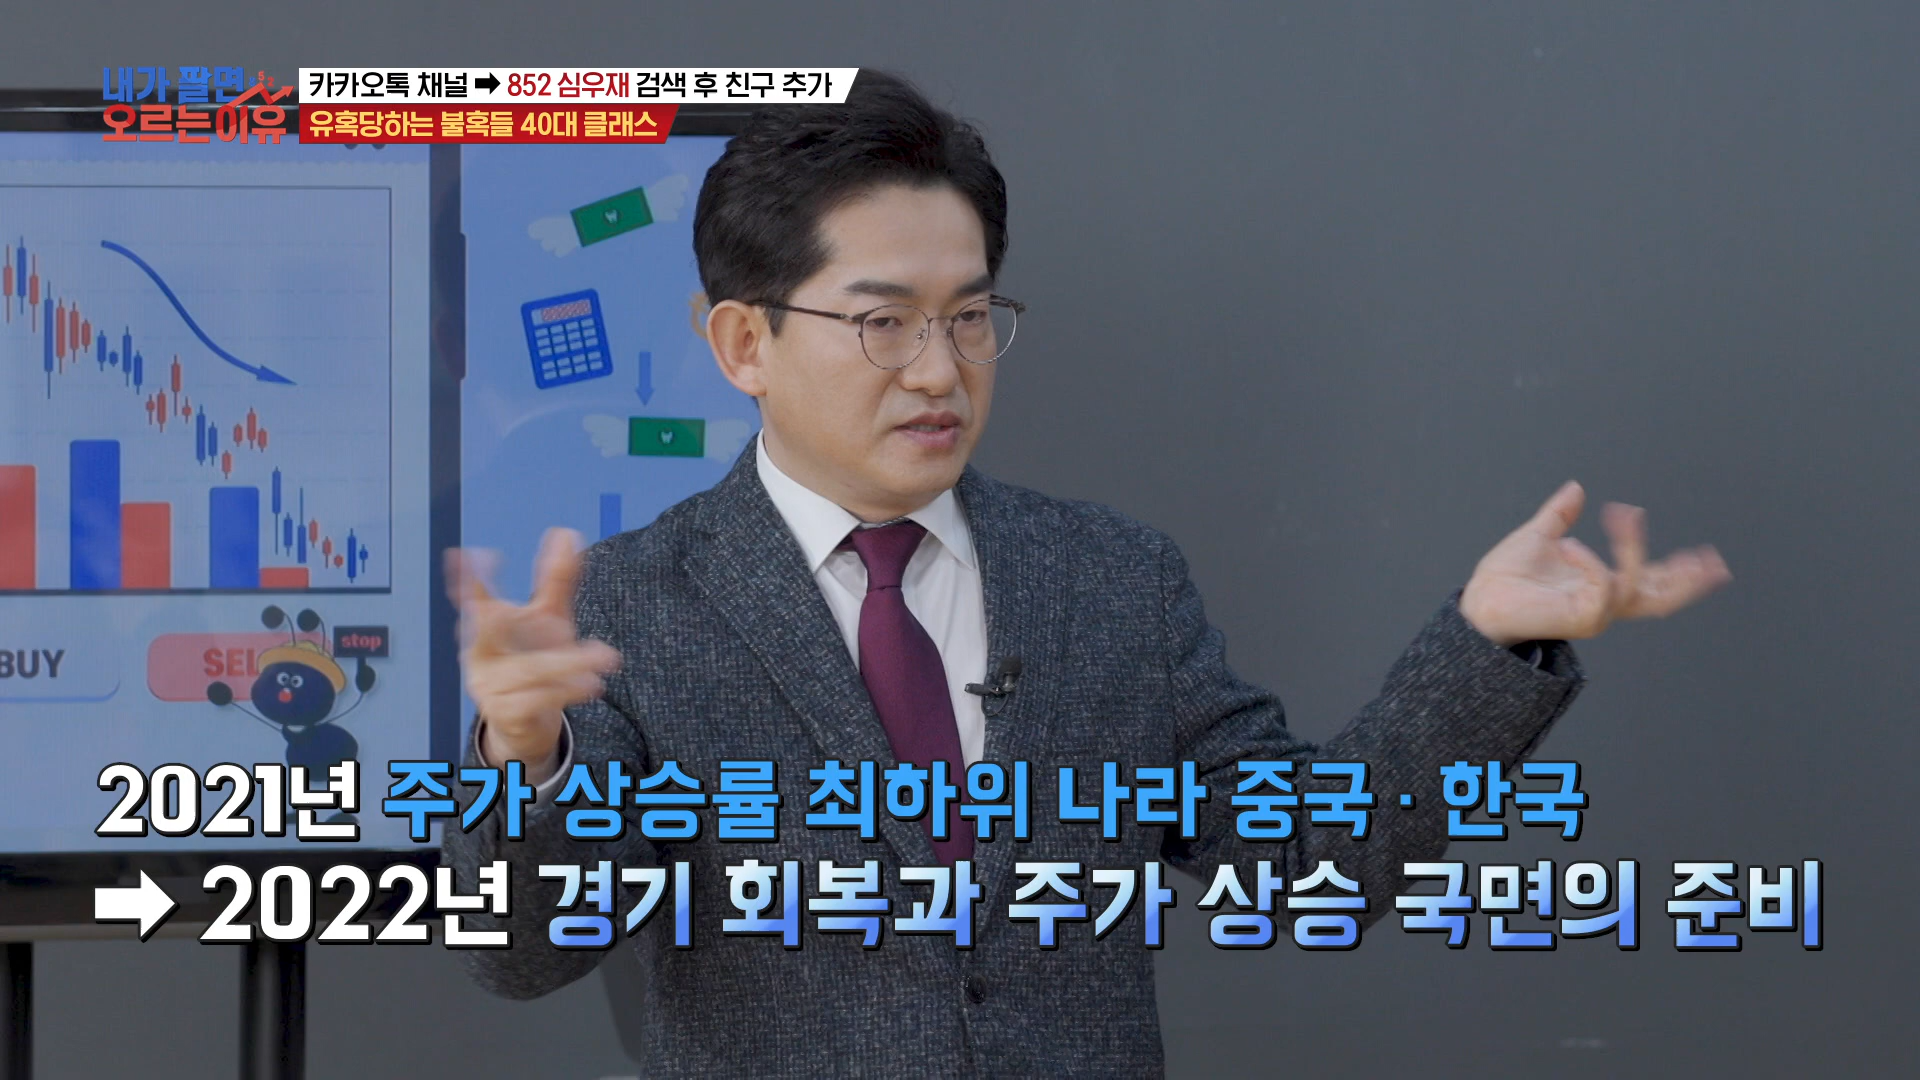 내가 팔면 852
오르는 이유
카카오톡 채널 ➡ 852 심우재 검색 후 친구 추가
유혹당하는 불혹들 40대 클래스
stop
BUY
SEL
2021년 주가 상승률 최하위 나라 중국·한국
➡ 2022년 경기 회복과 주가 상승 국면의 준비